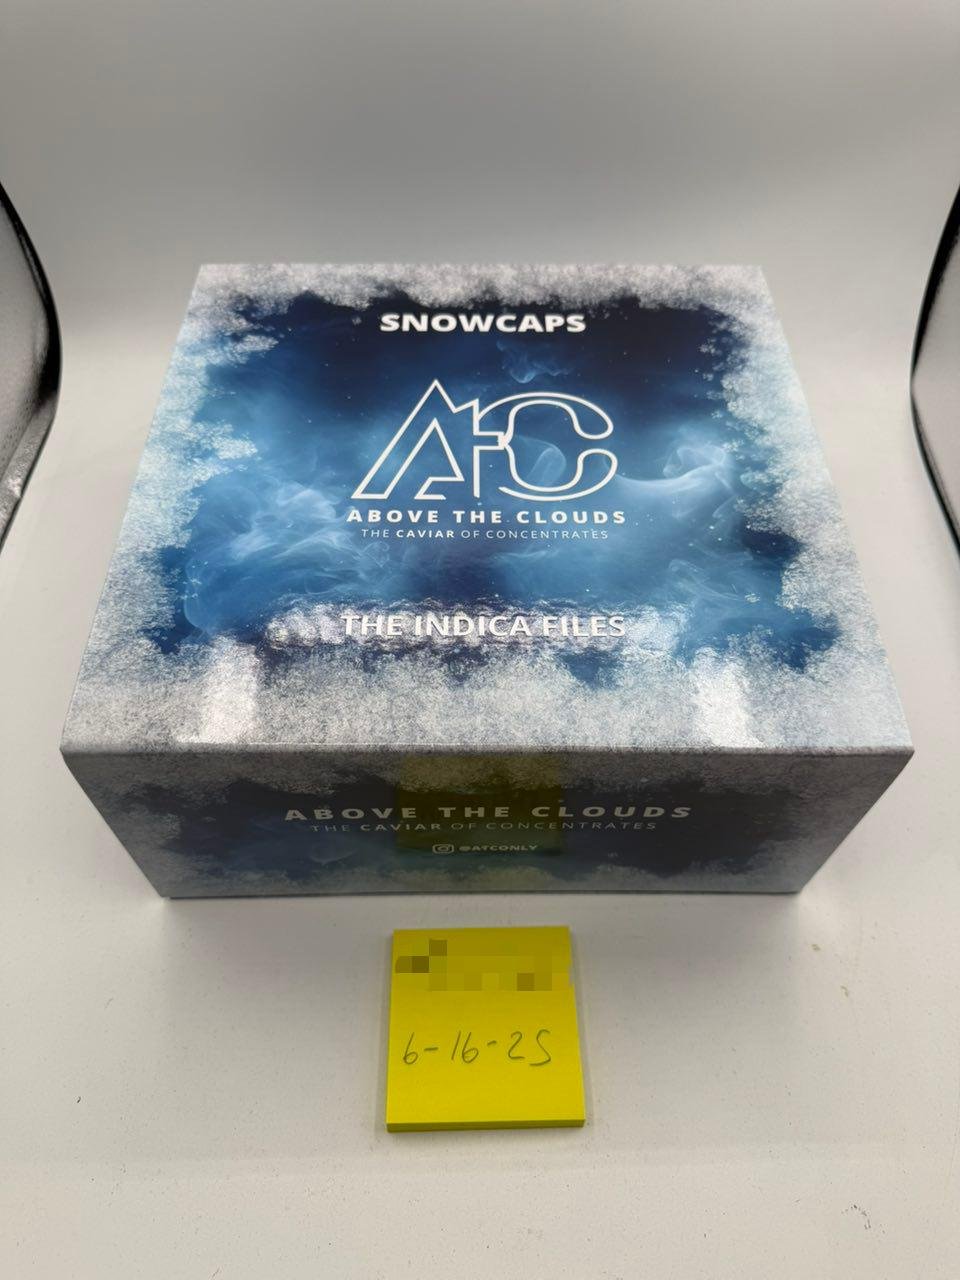 SNOWCAPS
ATC
ABOVE THE CLOUDS
THE CAVIAR OF CONCENTRATES
THE INDICA FILES
ABOVE THE CLOUDS
THE CAVIAR OF CONCENTRATES
@ATCONLY
6-16-25